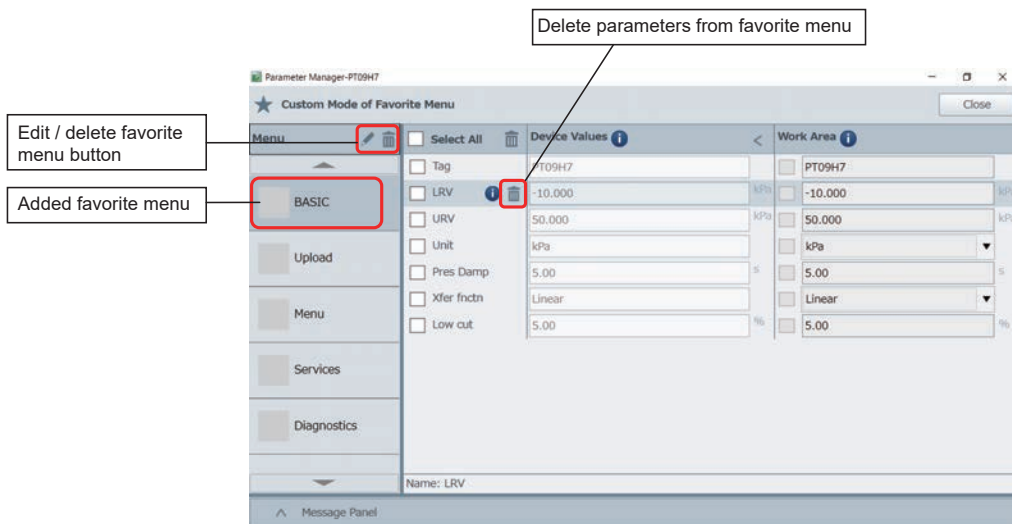 Delete parameters from favorite menu
Parameter Manager-PT09H7
Custom Mode of Favorite Menu
Close
Edit / delete favorite
menu button
Added favorite menu
Menu
Select All
Device Values
<
Work Area
Tag
PT09H7
PT09H7
LRV
-10.000
kPa
-10.000
kPa
BASIC
URV
50.000
kPa
50.000
kPa
Unit
kPa
kPa
Upload
Pres Damp
5.00
s
5.00
s
Xfer fnctn
Linear
Linear
Menu
Low cut
5.00
%
5.00
%
Services
Diagnostics
Name: LRV
Message Panel